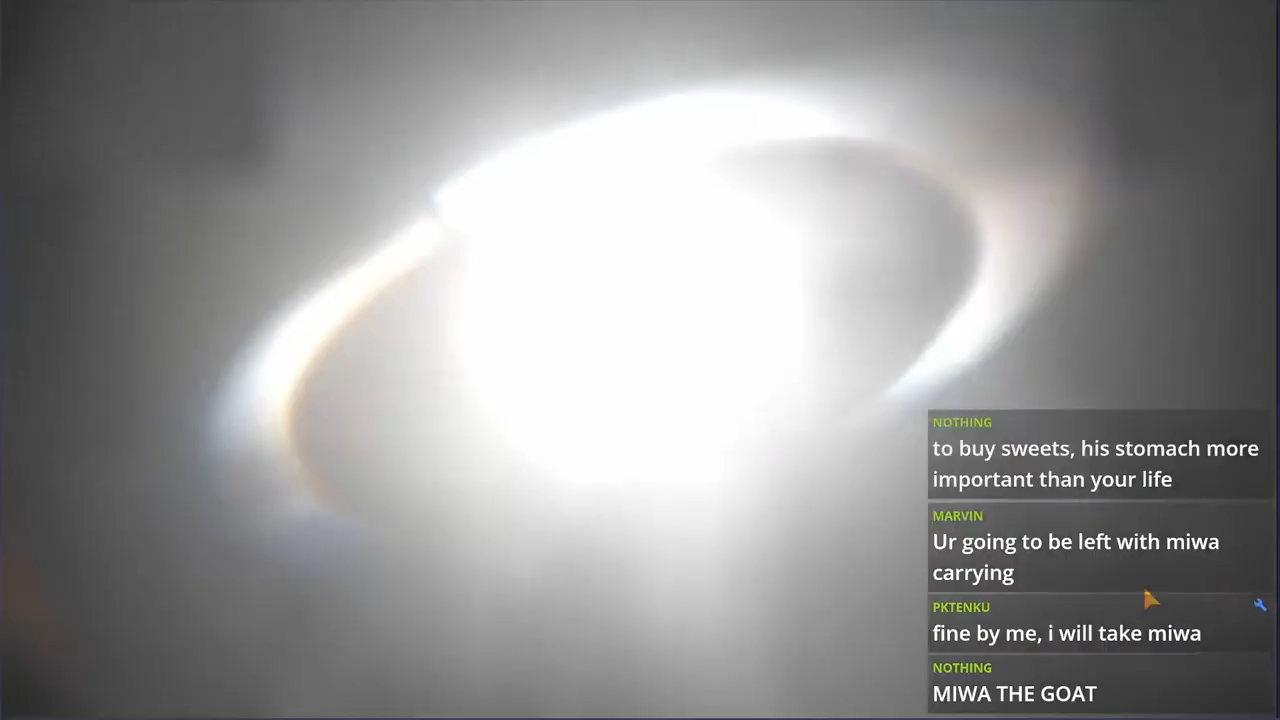 NOTHING
to buy sweets, his stomach more
important than your life
MARVIN
Ur going to be left with miwa
carrying
PKTENKU
fine by me, i will take miwa
NOTHING
MIWA THE GOAT